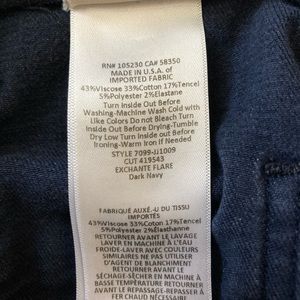 RN# 105230 CA# 58350
MADE IN U.S.A. of
IMPORTED FABRIC
43%Viscose 33%Cotton 17%Tencel
5%Polyester 2%Elastane
Turn inside Out Before
Washing-Machine Wash Cold with
Like Colors Do not Bleach Turn
Inside Out Before Drying-Tumble
Dry Low Turn Inside Out Before
Ironing-Warm Iron If Needed
STYLE 7099-JJ1009
CUT 419543
EXCHANTE FLARE
Dark Navy
FABRIQUÉ AUXÉ.-U DU TISSU
IMPORTÉS
43%Viscose 33%Cotton 17%Tencel
5%Polyester 2%Élasthanne
RETOURNER AVANT LE LAVAGE
LAVER EN MACHINE À L'EAU
FROIDE-LAVER AVEC COULEURS
SIMILAIRES NE PAS UTILISER
D'AGENT DE BLANCHIMENT
RETOURNER AVANT LE
SÉCHAGE-SÉCHER EN MACHINE À
BASSE TEMPÉRATURE RETOURNER
AVANT LE REPASSAGE-REPASSER À
FER CHAUD NÉCESSAIRE